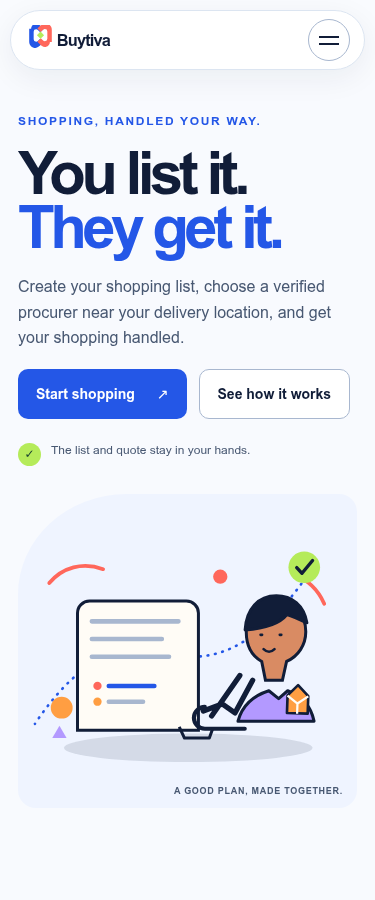 Buytiva
SHOPPING, HANDLED YOUR WAY.
You list it.
They get it.
Create your shopping list, choose a verified
procurer near your delivery location, and get
your shopping handled.
Start shopping ↗
See how it works
✓ The list and quote stay in your hands.
A GOOD PLAN, MADE TOGETHER.